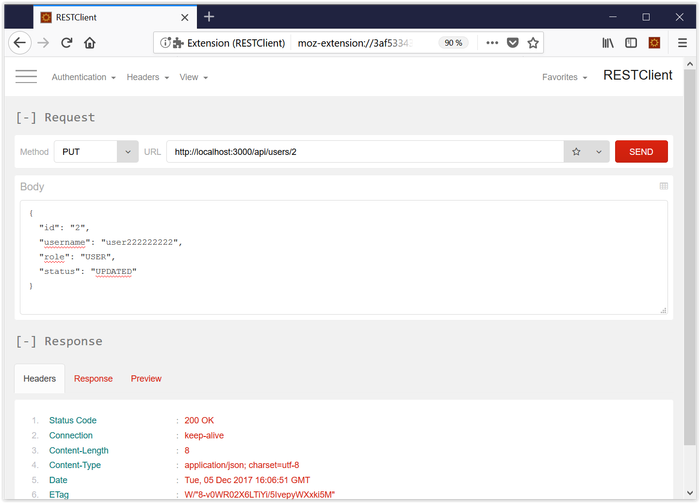 RESTClient
Extension (RESTClient)
moz-extension://3af5334
90 %
Authentication
Headers
View
Favorites
RESTClient
[-] Request
Method
PUT
URL
http://localhost:3000/api/users/2
SEND
Body
{
"id": "2",
"username": "user222222222",
"role": "USER",
"status": "UPDATED"
}
[-] Response
Headers
Response
Preview
1. Status Code : 200 OK
2. Connection : keep-alive
3. Content-Length : 8
4. Content-Type : application/json; charset=utf-8
5. Date : Tue, 05 Dec 2017 16:06:51 GMT
6. ETag : W/"8-v0WR02X6LTiYi/5IvepyWXxki5M"